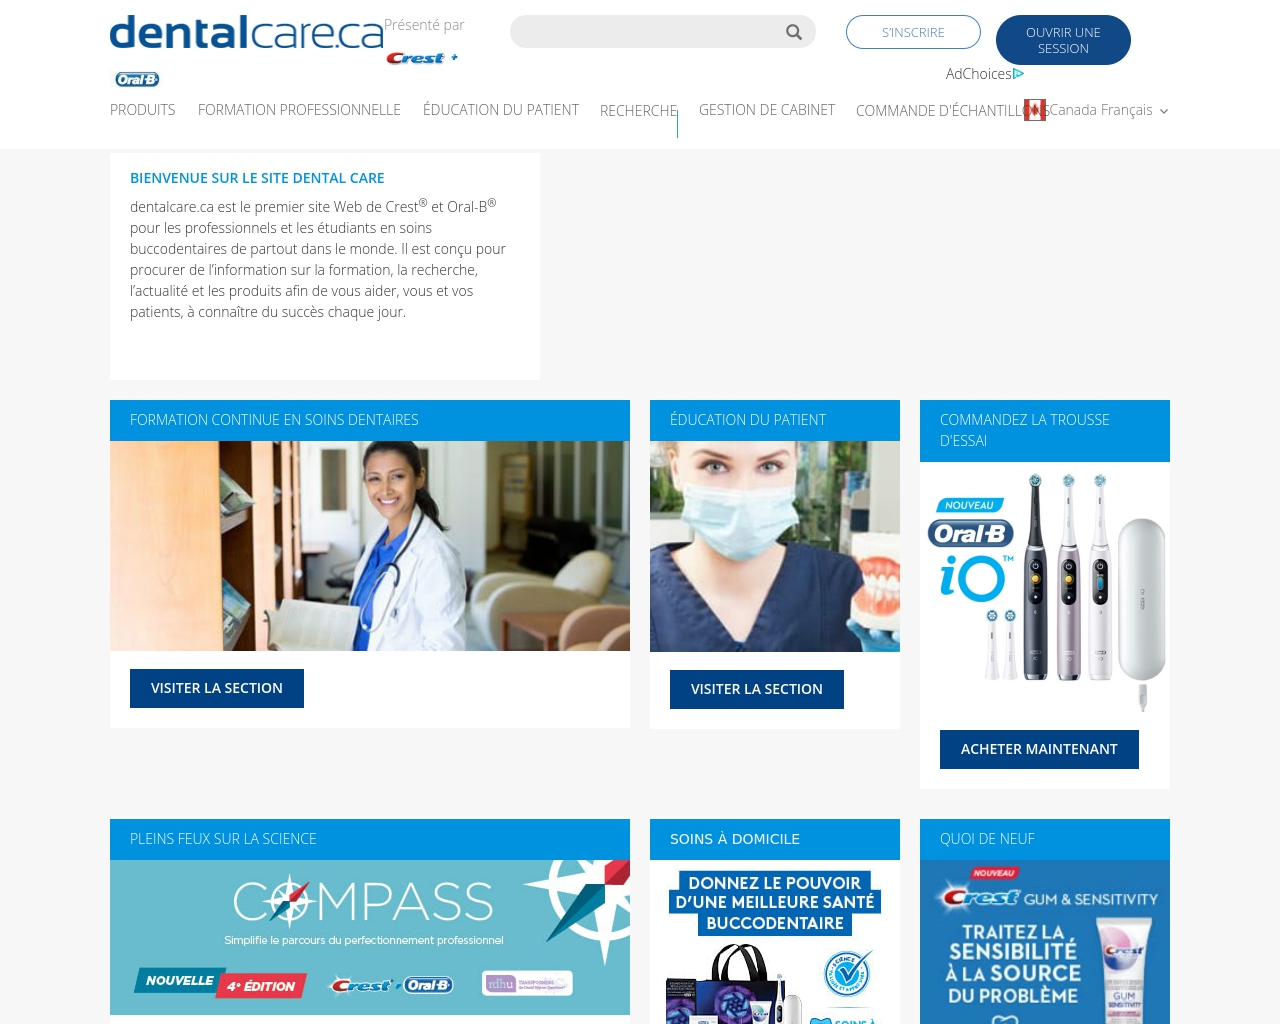 dentalcare.ca
Présenté par
Crest +
Oral-B
S'INSCRIRE
OUVRIR UNE
SESSION
AdChoices
PRODUITS
FORMATION PROFESSIONNELLE
ÉDUCATION DU PATIENT
RECHERCHE
GESTION DE CABINET
COMMANDE D'ÉCHANTILLONS
Canada Français
BIENVENUE SUR LE SITE DENTAL CARE
dentalcare.ca est le premier site Web de Crest® et Oral-B®
pour les professionnels et les étudiants en soins
buccodentaires de partout dans le monde. Il est conçu pour
procurer de l’information sur la formation, la recherche,
l’actualité et les produits afin de vous aider, vous et vos
patients, à connaître du succès chaque jour.
FORMATION CONTINUE EN SOINS DENTAIRES
VISITER LA SECTION
ÉDUCATION DU PATIENT
VISITER LA SECTION
COMMANDEZ LA TROUSSE
D'ESSAI
NOUVEAU
Oral-B
iO™
ACHETER MAINTENANT
PLEINS FEUX SUR LA SCIENCE
COMPASS
Simplifie le parcours du perfectionnement professionnel
NOUVELLE
4e ÉDITION
Crest + Oral-B
rdhu
SOINS À DOMICILE
DONNEZ LE POUVOIR
D'UNE MEILLEURE SANTÉ
BUCCODENTAIRE
SCIENCE
SOINS À
QUOI DE NEUF
NOUVEAU
Crest GUM & SENSITIVITY
TRAITEZ LA
SENSIBILITÉ
À LA SOURCE
DU PROBLÈME
Crest
GUM
SENSITIVITY